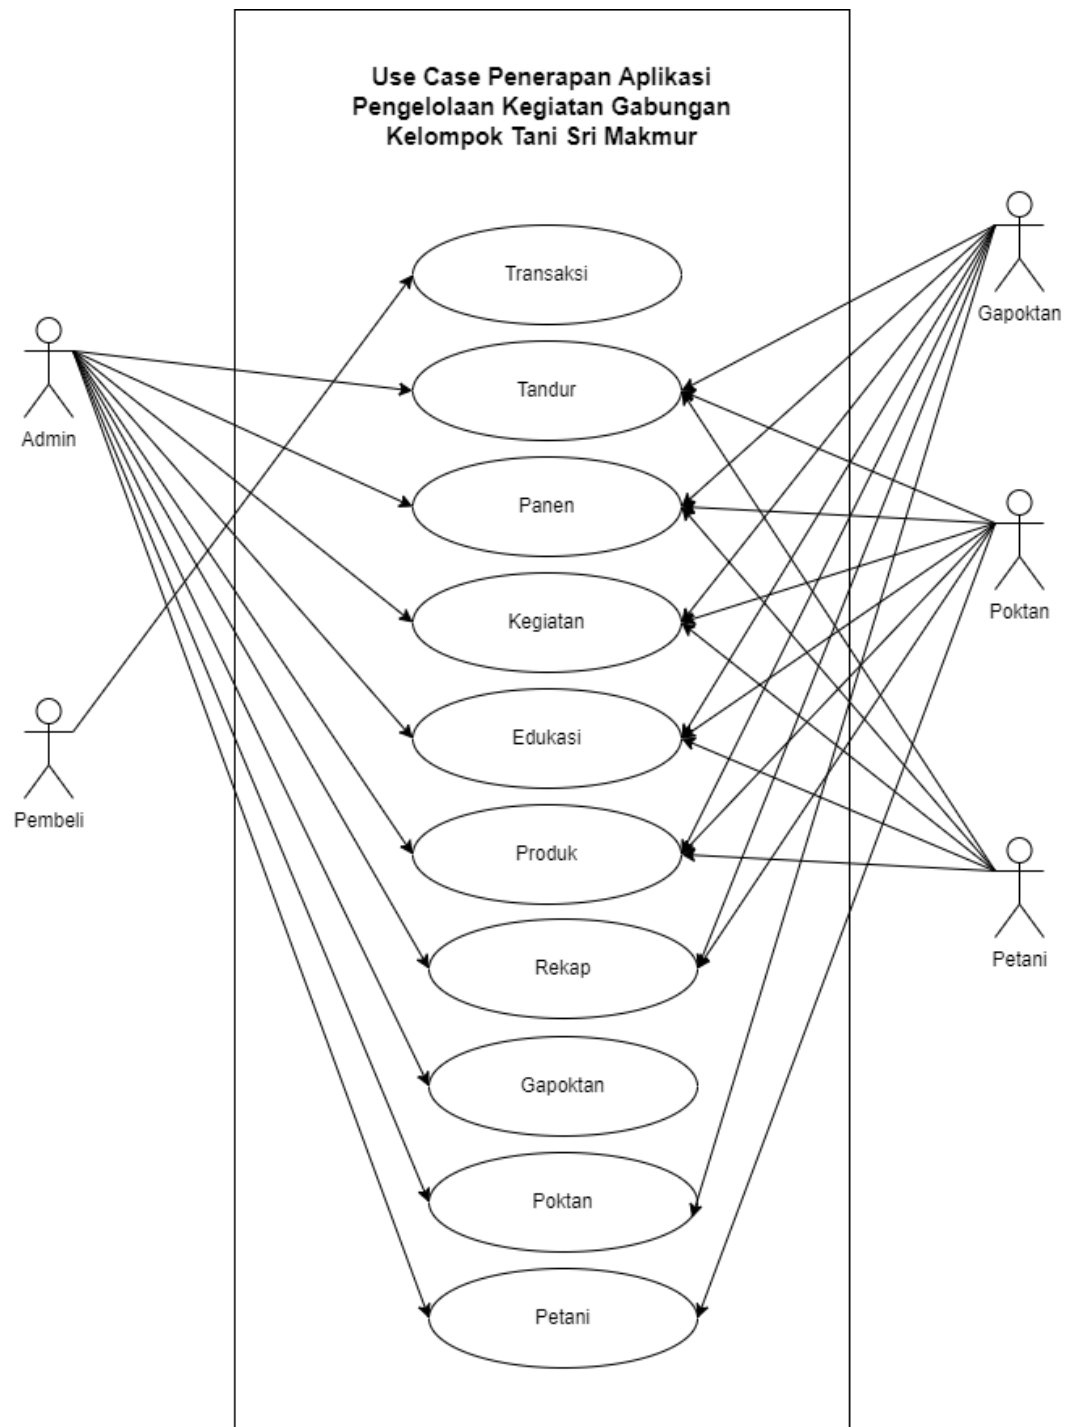 Use Case Penerapan Aplikasi
Pengelolaan Kegiatan Gabungan
Kelompok Tani Sri Makmur
Transaksi
Tandur
Panen
Kegiatan
Edukasi
Produk
Rekap
Gapoktan
Poktan
Petani
Admin
Pembeli
Gapoktan
Poktan
Petani